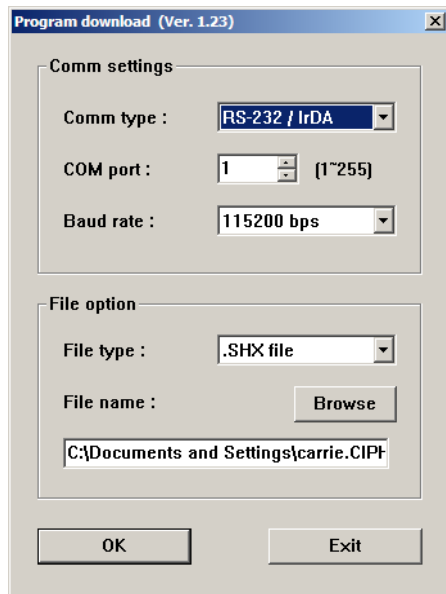 Program download (Ver. 1.23)
Comm settings
Comm type : RS-232 / IrDA
COM port : 1 (1~255)
Baud rate : 115200 bps
File option
File type : .SHX file
File name : Browse
C:\Documents and Settings\carrie.CIPH
OK Exit